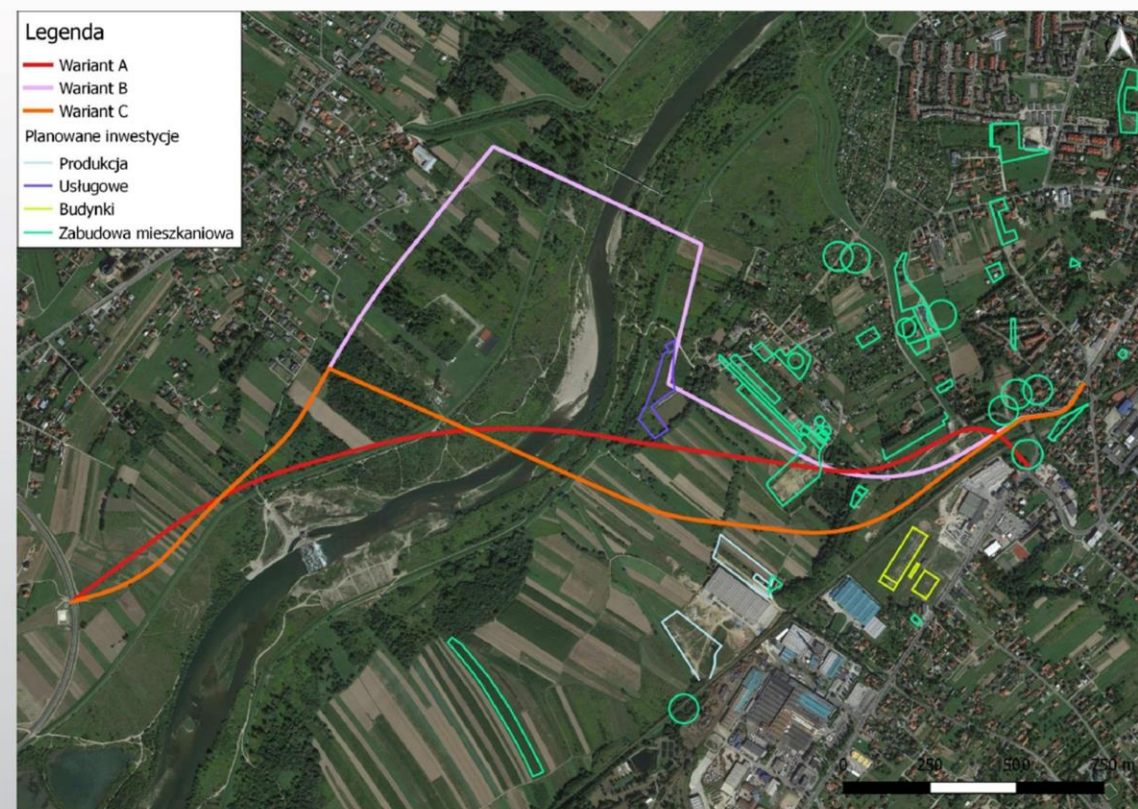 Legenda
Wariant A
Wariant B
Wariant C
Planowane inwestycje
Produkcja
Usługowe
Budynki
Zabudowa mieszkaniowa
N
0 250 500 750 m